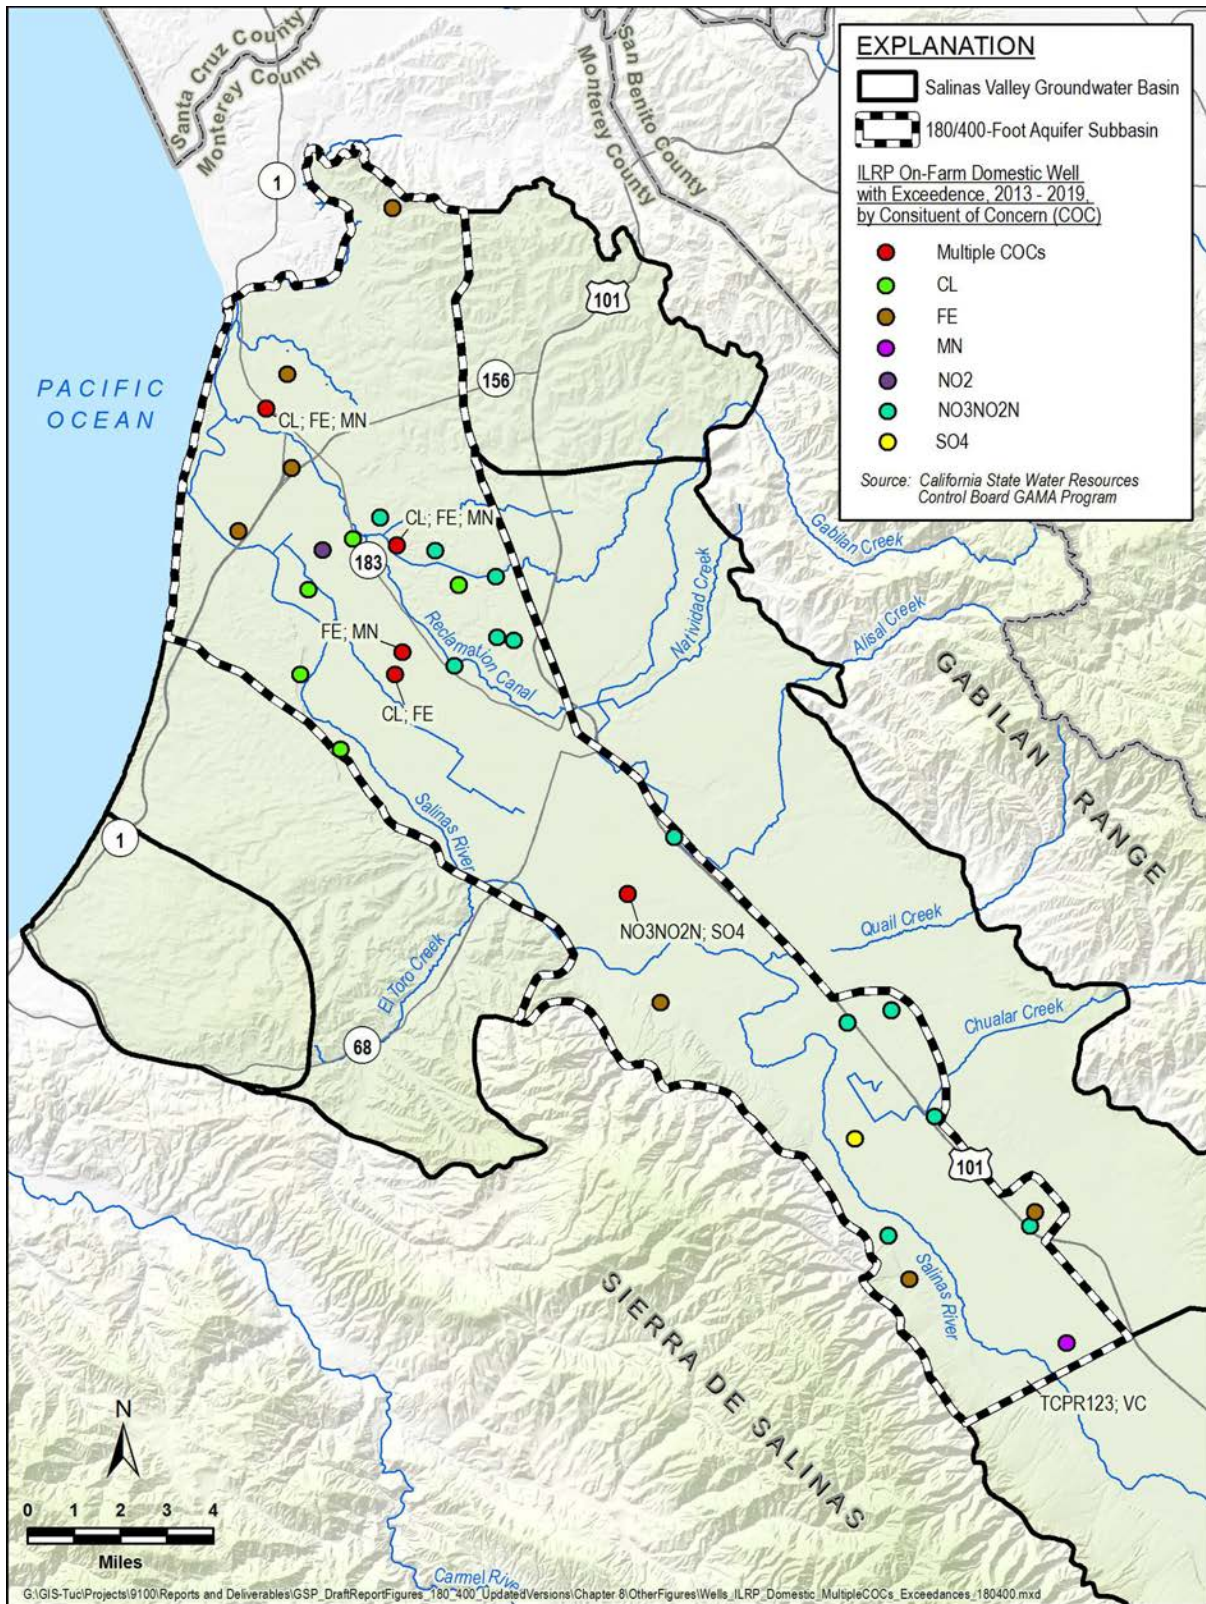 Santa Cruz County
Monterey County
San Benito County
Monterey County
EXPLANATION
Salinas Valley Groundwater Basin
180/400-Foot Aquifer Subbasin
ILRP On-Farm Domestic Well
with Exceedence, 2013 - 2019,
by Consituent of Concern (COC)
Multiple COCs
CL
FE
MN
NO2
NO3NO2N
SO4
Source: California State Water Resources
Control Board GAMA Program
1
101
156
PACIFIC
OCEAN
CL; FE; MN
CL; FE; MN
183
Gabilan Creek
Natividad Creek
Alisal Creek
FE; MN
Reclamation Canal
CL; FE
GABILAN
RANGE
Salinas River
1
Quail Creek
NO3NO2N; SO4
El Toro Creek
68
Chualar Creek
101
Salinas River
SIERRA DE SALINAS
TCPR123; VC
N
0 1 2 3 4
Miles
Carmel River
G:\GIS-Tuc\Projects\9100\Reports and Deliverables\GSP_DraftReportFigures_180_400_UpdatedVersions\Chapter 8\OtherFigures\Wells_ILRP_Domestic_MultipleCOCs_Exceedances_180400.mxd